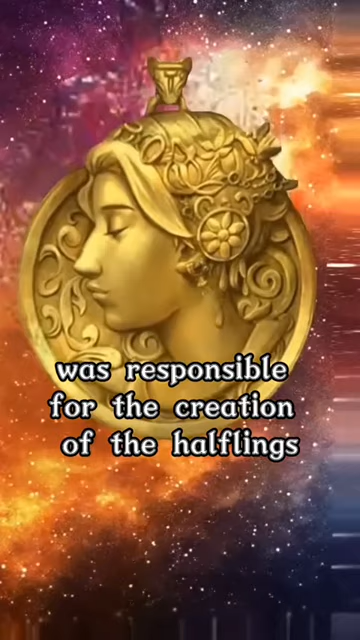 was responsible
for the creation
of the halflings